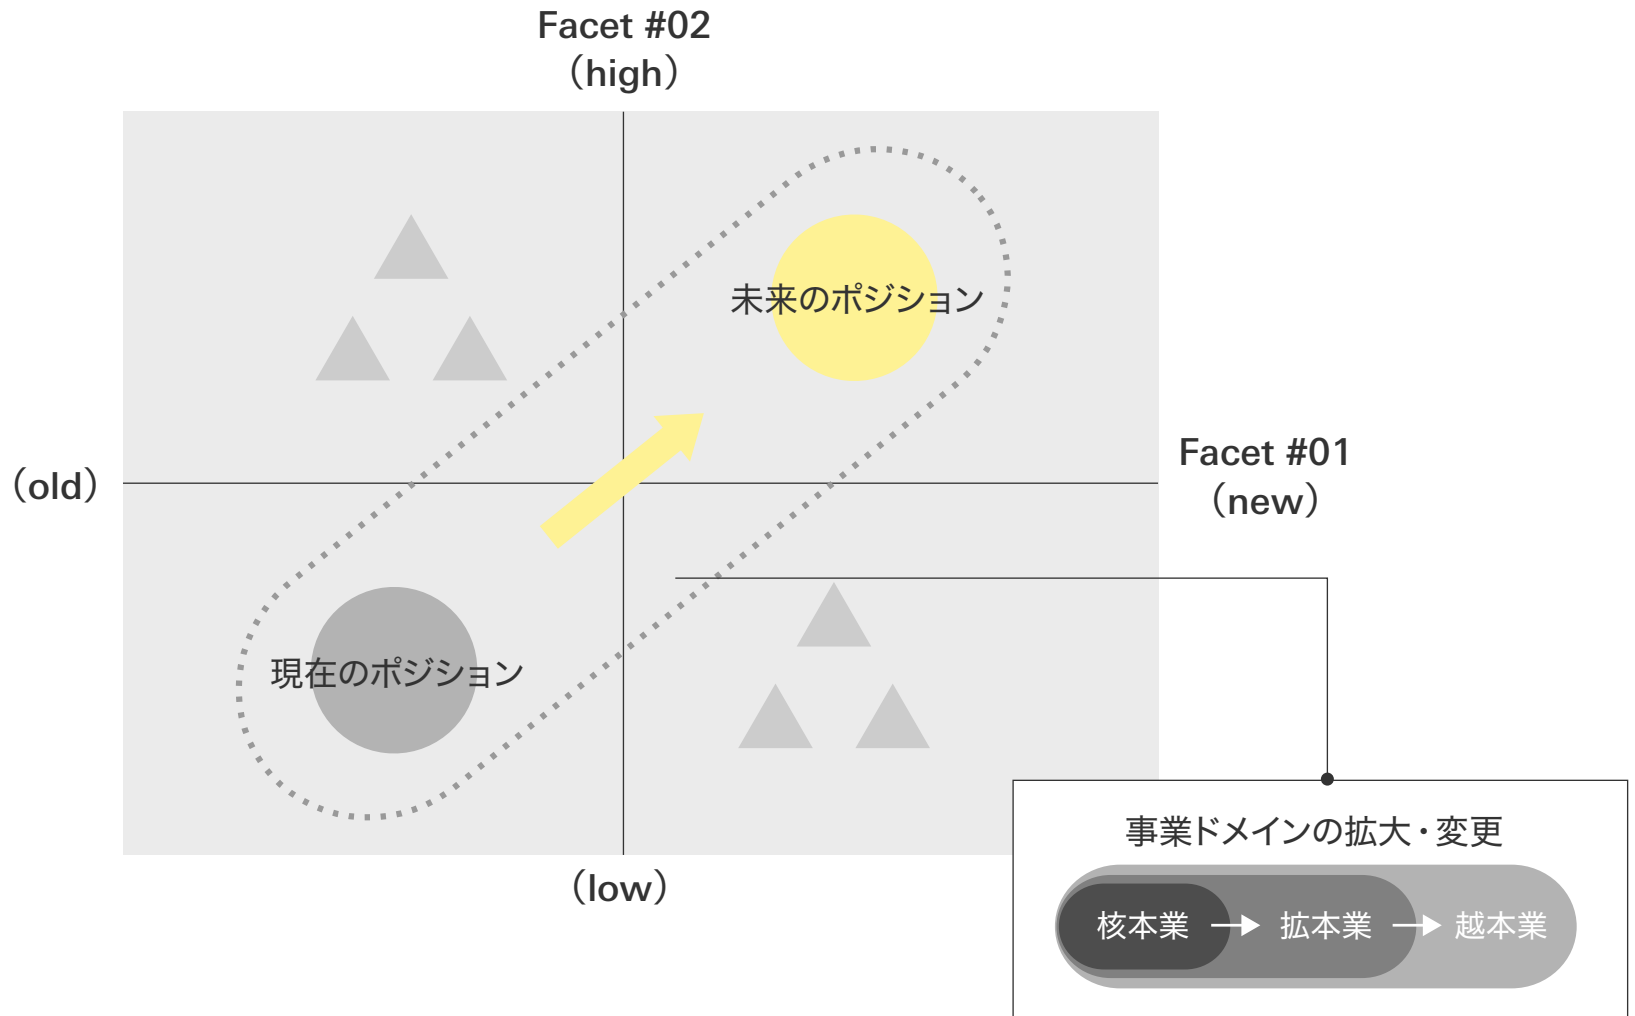 Facet #02
（high）
未来のポジション
Facet #01
（old）
（new）
現在のポジション
事業ドメインの拡大・変更
（low）
核本業
拡本業
越本業